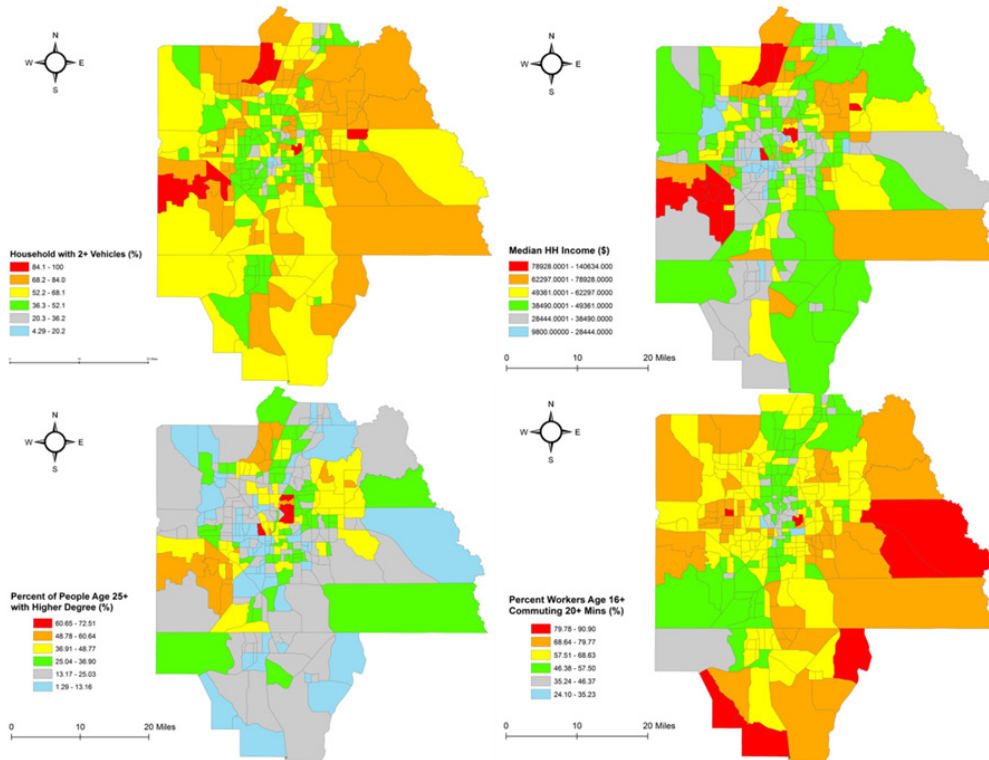 N
W E
S
Household with 2+ Vehicles (%)
84.1 - 100
68.2 - 84.0
52.2 - 68.1
36.3 - 52.1
20.3 - 36.2
4.29 - 20.2
N
W E
S
Median HH Income ($)
78928.0001 - 140634.000
62297.0001 - 78928.0000
49361.0001 - 62297.0000
38490.0001 - 49361.0000
28444.0001 - 38490.0000
9800.00000 - 28444.0000
0 10 20 Miles
N
W E
S
Percent of People Age 25+
with Higher Degree (%)
60.65 - 72.51
48.78 - 60.64
36.91 - 48.77
25.04 - 36.90
13.17 - 25.03
1.29 - 13.16
0 10 20 Miles
N
W E
S
Percent Workers Age 16+
Commuting 20+ Mins (%)
79.78 - 90.90
68.64 - 79.77
57.51 - 68.63
46.38 - 57.50
35.24 - 46.37
24.10 - 35.23
0 10 20 Miles